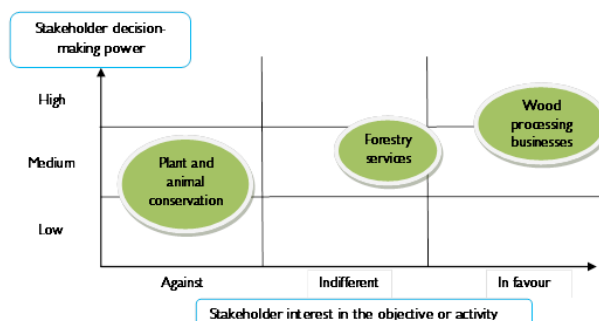 Stakeholder decision-
making power
High
Wood
processing
businesses
Forestry
services
Medium
Plant and
animal
conservation
Low
Against
Indifferent
In favour
Stakeholder interest in the objective or activity